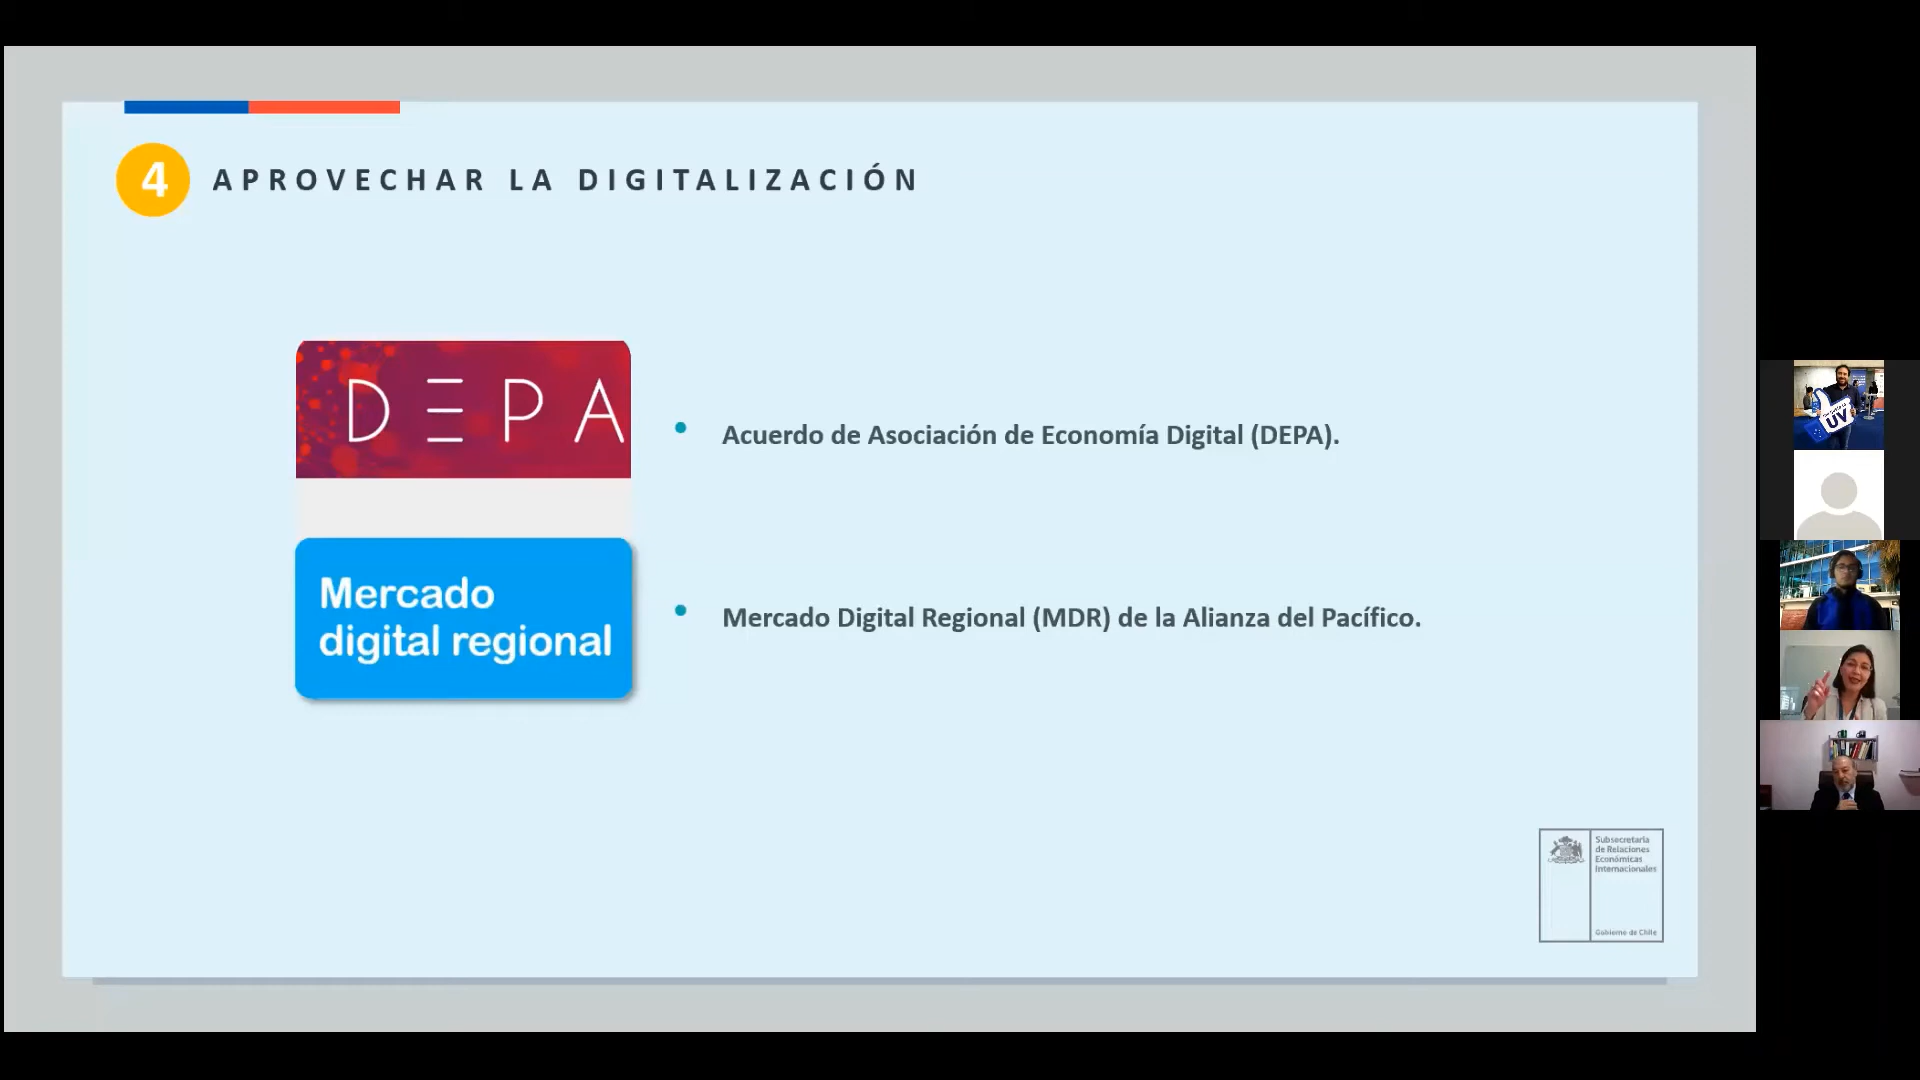 4
APROVECHAR LA DIGITALIZACIÓN
DEPA
Acuerdo de Asociación de Economía Digital (DEPA).
Mercado
digital regional
Mercado Digital Regional (MDR) de la Alianza del Pacífico.
UV
Subsecretaría
de Relaciones
Económicas
Internacionales
Gobierno de Chile